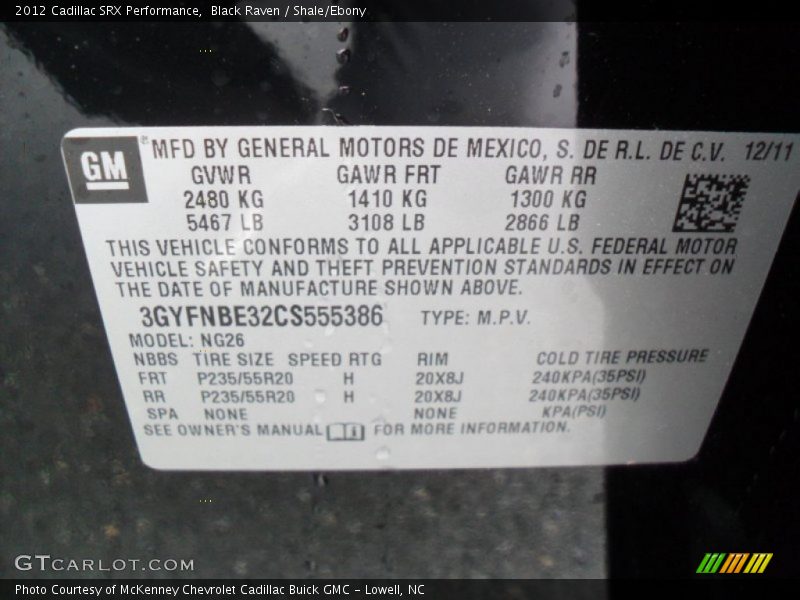 2012 Cadillac SRX Performance, Black Raven / Shale/Ebony
GM ® MFD BY GENERAL MOTORS DE MEXICO, S. DE R.L. DE C.V. 12/11
GVWR GAWR FRT GAWR RR
2480 KG 1410 KG 1300 KG
5467 LB 3108 LB 2866 LB
THIS VEHICLE CONFORMS TO ALL APPLICABLE U.S. FEDERAL MOTOR
VEHICLE SAFETY AND THEFT PREVENTION STANDARDS IN EFFECT ON
THE DATE OF MANUFACTURE SHOWN ABOVE.
3GYFNBE32CS555386 TYPE: M.P.V.
MODEL: NG26
NBBS TIRE SIZE SPEED RTG RIM COLD TIRE PRESSURE
FRT P235/55R20 H 20X8J 240KPA(35PSI)
RR P235/55R20 H 20X8J 240KPA(35PSI)
SPA NONE NONE KPA(PSI)
SEE OWNER'S MANUAL FOR MORE INFORMATION.
GTCARLOT.COM
Photo Courtesy of McKenney Chevrolet Cadillac Buick GMC - Lowell, NC